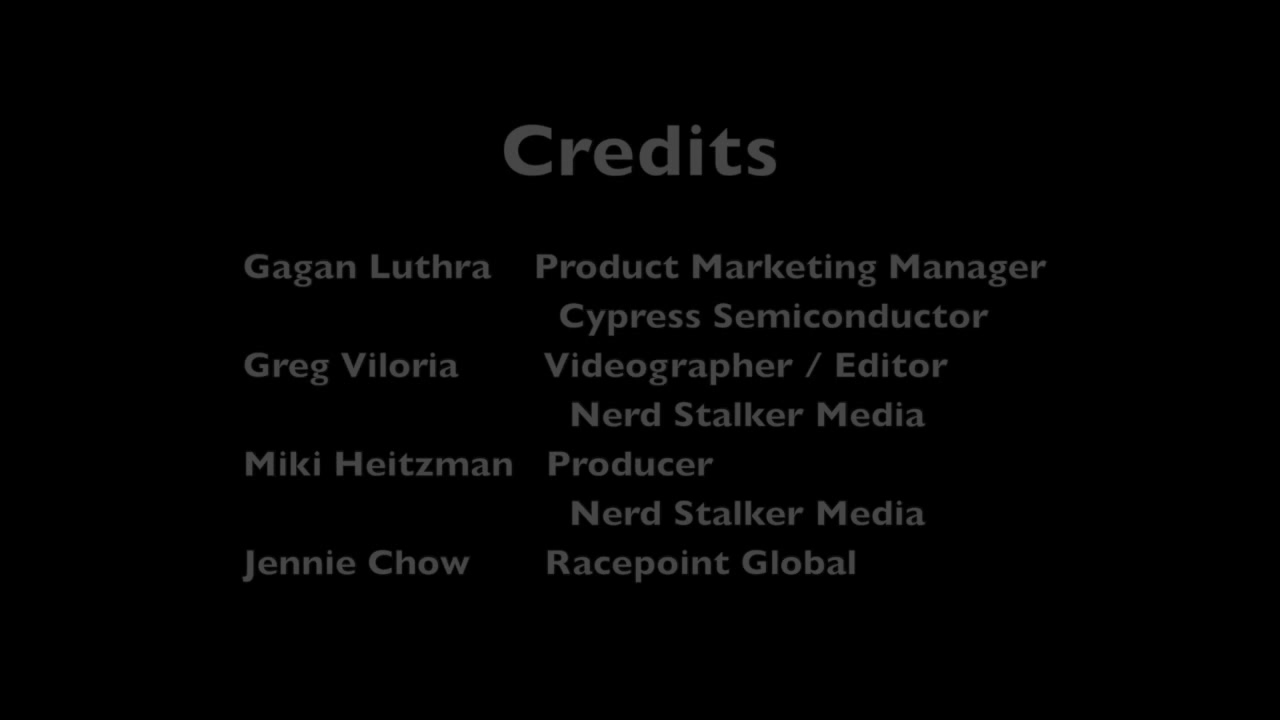 Credits
Gagan Luthra Product Marketing Manager
Cypress Semiconductor
Greg Viloria Videographer / Editor
Nerd Stalker Media
Miki Heitzman Producer
Nerd Stalker Media
Jennie Chow Racepoint Global